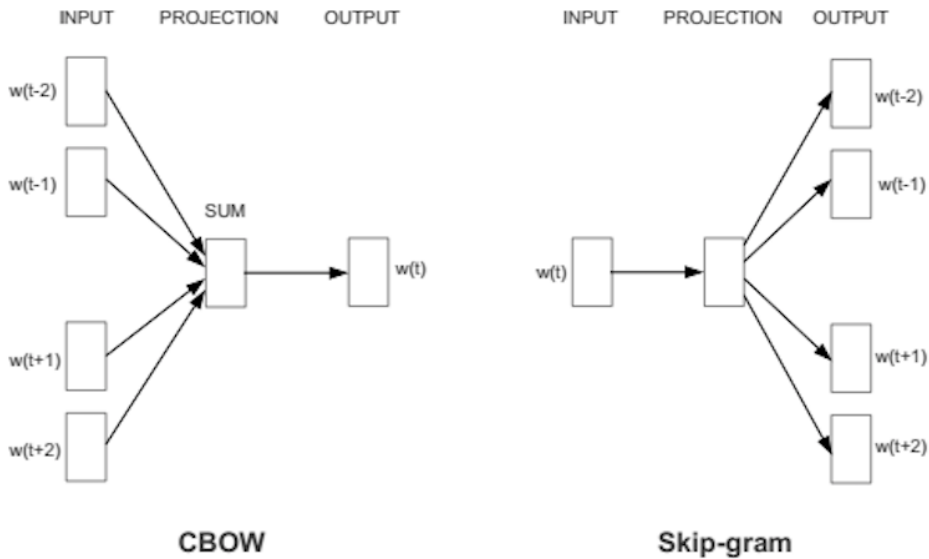 INPUT PROJECTION OUTPUT
w(t-2)
w(t-1)
SUM
w(t)
w(t+1)
w(t+2)
CBOW
INPUT PROJECTION OUTPUT
w(t-2)
w(t-1)
w(t)
w(t+1)
w(t+2)
Skip-gram